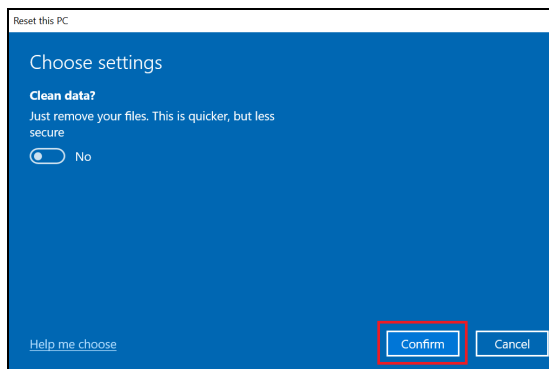 Reset this PC
Choose settings
Clean data?
Just remove your files. This is quicker, but less
secure
No
Help me choose
Confirm
Cancel